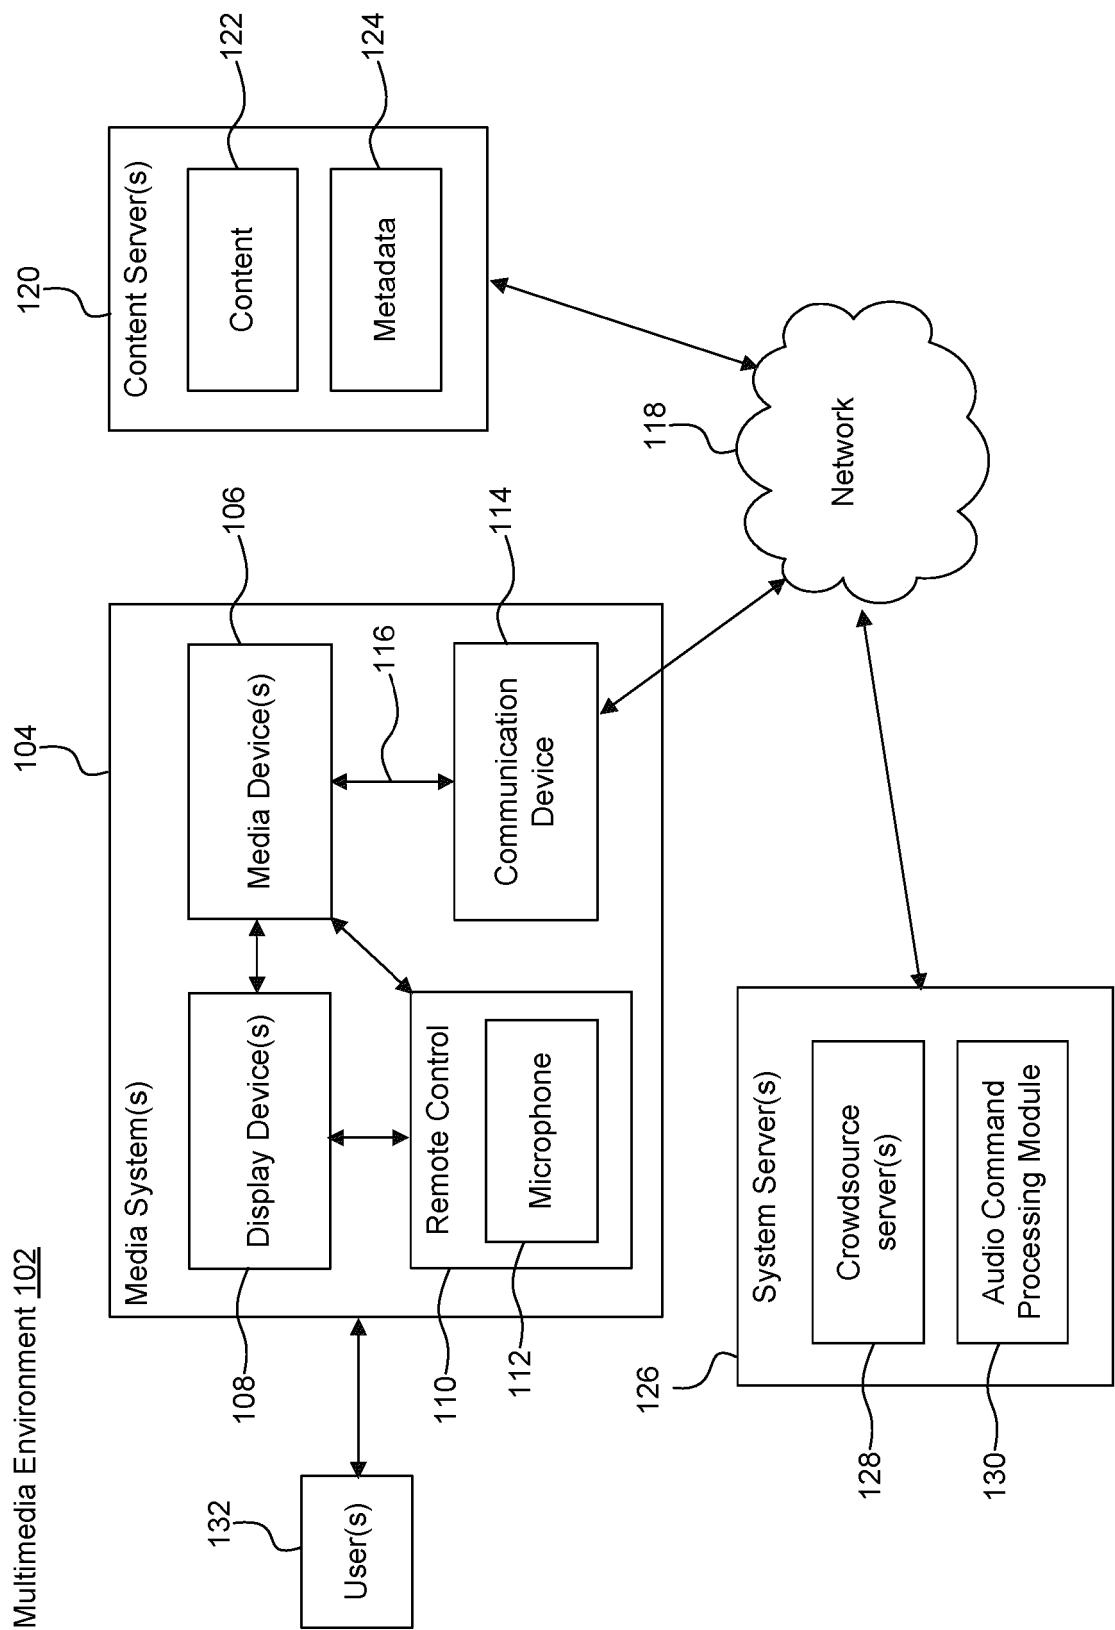 Multimedia Environment 102
104
Media System(s)
132
User(s)
108
Display Device(s)
106
Media Device(s)
110
Remote Control
112
Microphone
116
114
Communication
Device
120
Content Server(s)
122
Content
124
Metadata
118
Network
126
System Server(s)
128
Crowdsource
server(s)
130
Audio Command
Processing Module